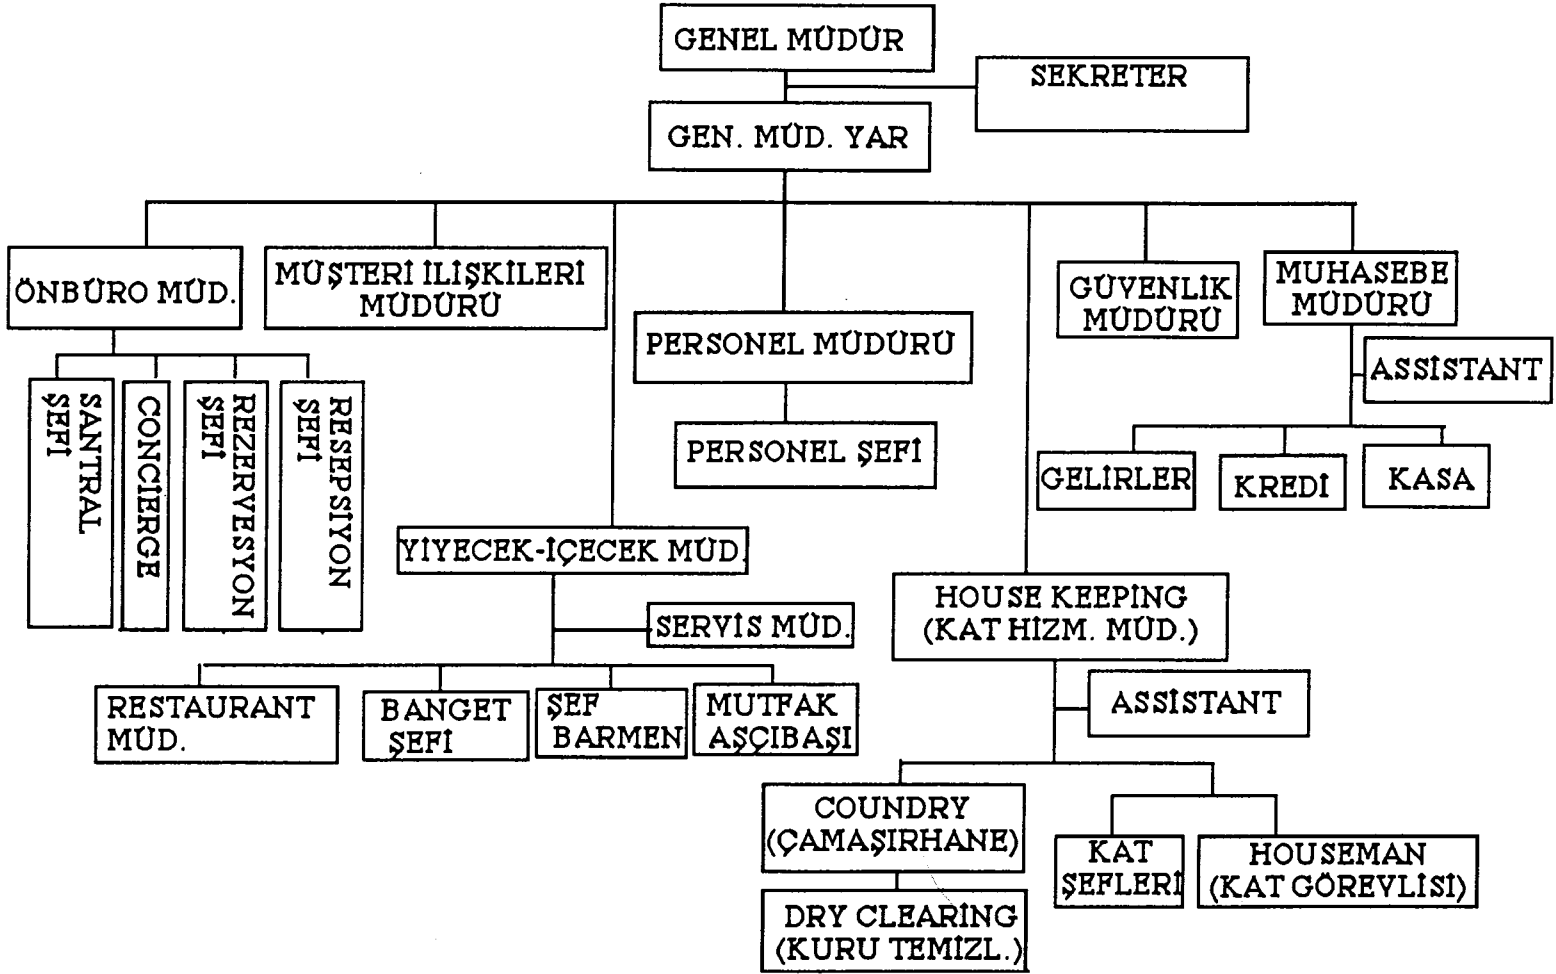 GENEL MÜDÜR
SEKRETER
GEN. MÜD. YAR
ÖNBÜRO MÜD.
MÜŞTERİ İLİŞKİLERİ
MÜDÜRÜ
PERSONEL MÜDÜRÜ
GÜVENLİK
MÜDÜRÜ
MUHASEBE
MÜDÜRÜ
ASSİSTANT
SANTRAL
ŞEFİ
CONCİERGE
REZERVESYON
ŞEFİ
RESEPSİYON
ŞEFİ
PERSONEL ŞEFİ
GELİRLER
KREDİ
KASA
YİYECEK-İÇECEK MÜD.
SERVİS MÜD.
HOUSE KEEPİNG
(KAT HİZM. MÜD.)
RESTAURANT
MÜD.
BANGET
ŞEFİ
ŞEF
BARMEN
MUTFAK
AŞÇIBAŞI
ASSİSTANT
COUNDRY
(ÇAMAŞIRHANE)
KAT
ŞEFLERİ
HOUSEMAN
(KAT GÖREVLİSİ)
DRY CLEARİNG
(KURU TEMİZL.)